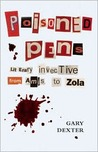 POISONED
PENS
LITERARY INVECTIVE
FROM AMIS TO ZOLA
GARY
DEXTER